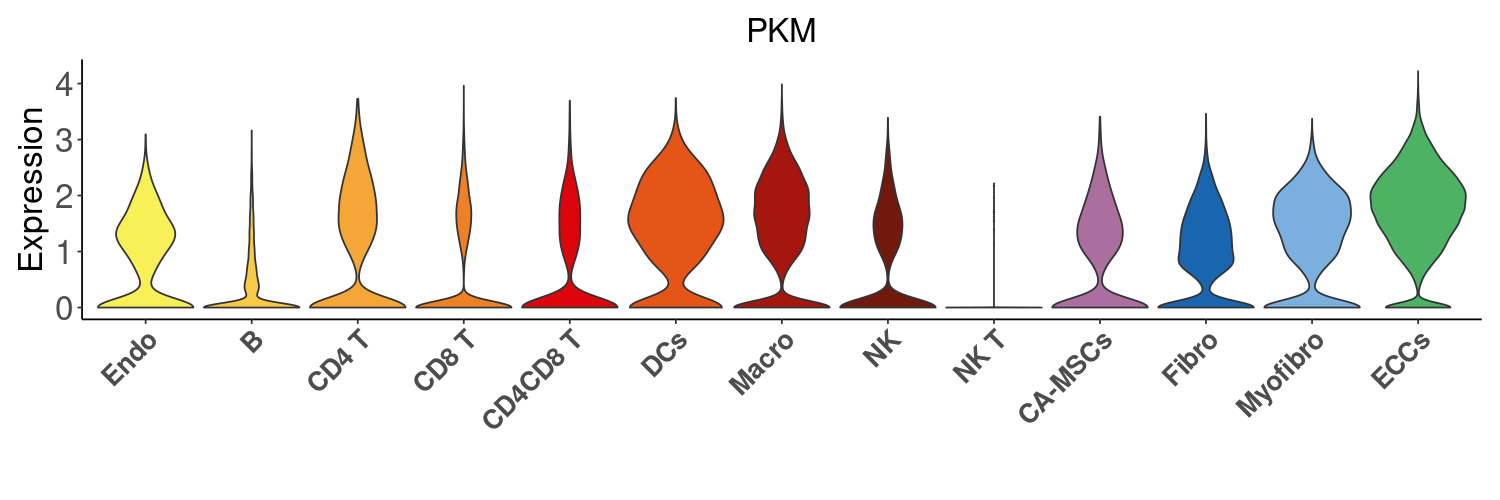 PKM
Expression
4
3
2
1
0
Endo
B
CD4 T
CD8 T
CD4CD8 T
DCs
Macro
NK
NK T
CA-MSCs
Fibro
Myofibro
ECCs